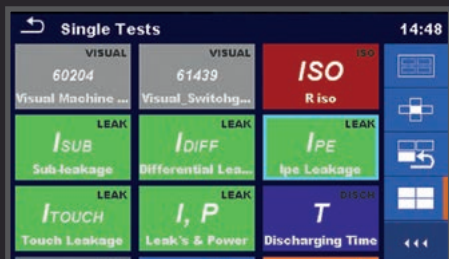 Single Tests
14:48
VISUAL
60204
Visual Machine ...
VISUAL
61439
Visual_Switchg...
ISO
ISO
R iso
LEAK
ISUB
Sub-leakage
LEAK
IDIFF
Differential Lea...
LEAK
IPE
Ipe Leakage
LEAK
ITOUCH
Touch Leakage
LEAK
I, P
Leak's & Power
DISCH
T
Discharging Time